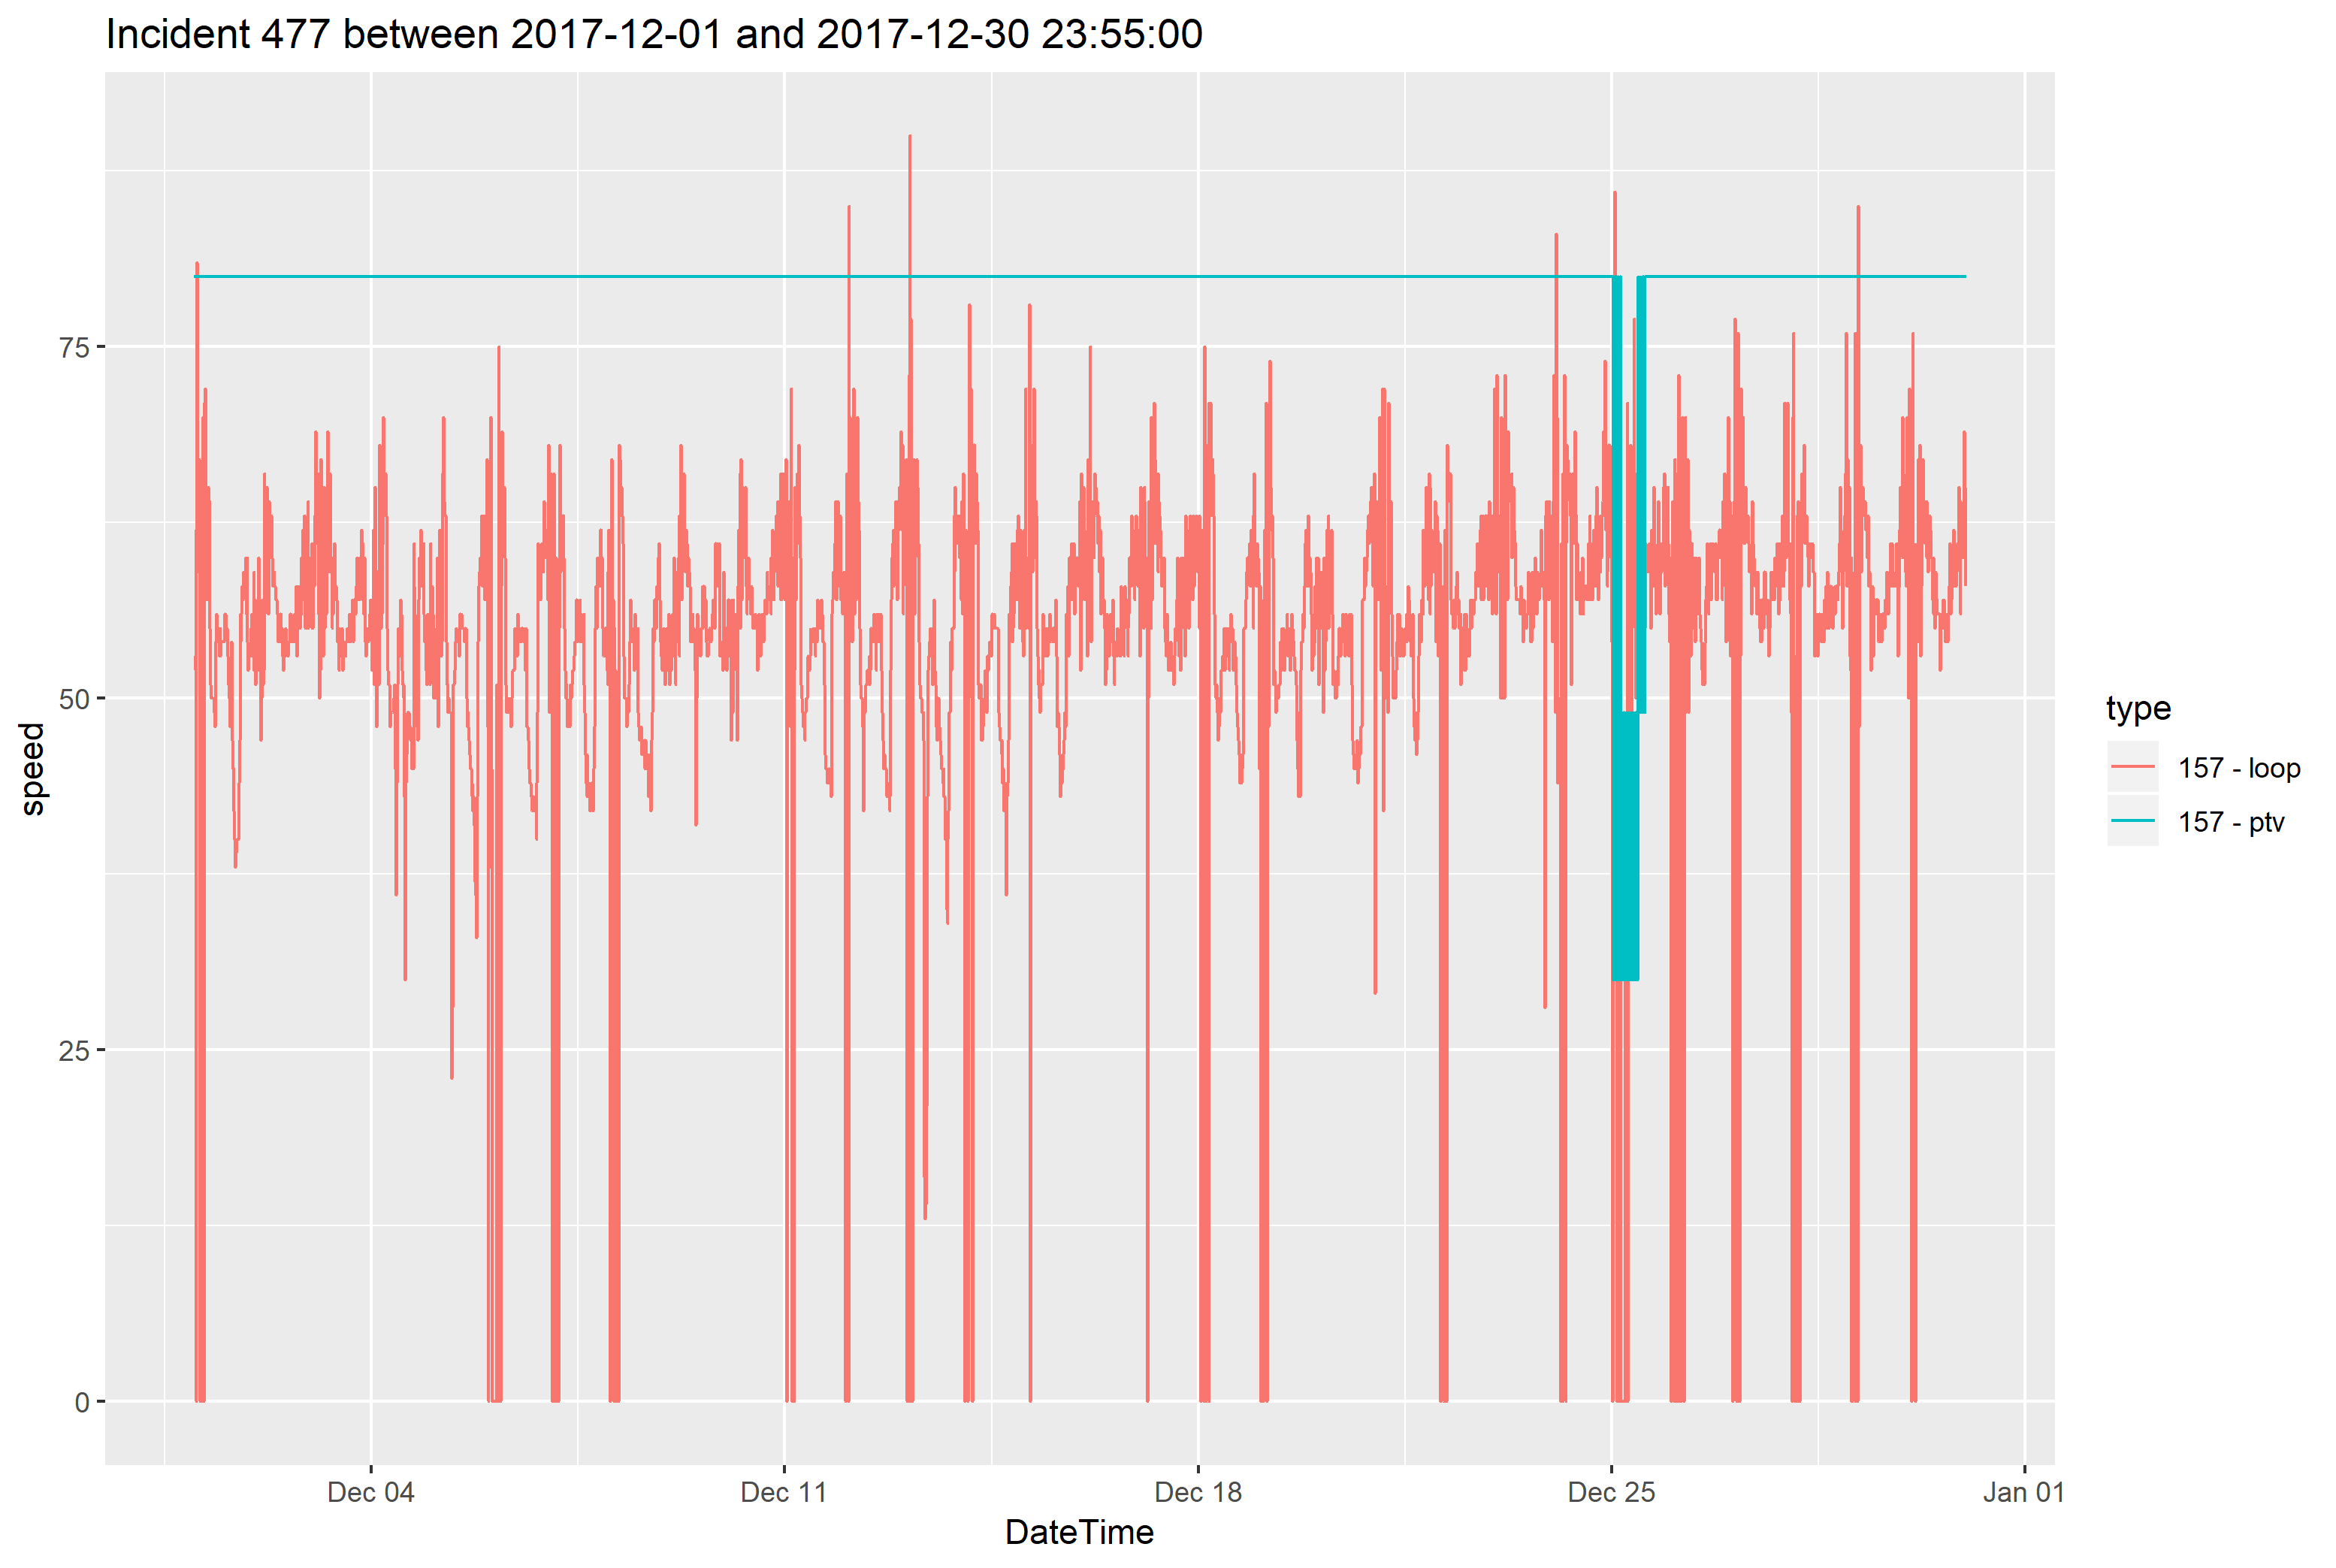 Incident 477 between 2017-12-01 and 2017-12-30 23:55:00
75
50
25
0
speed
Dec 04
Dec 11
Dec 18
Dec 25
Jan 01
DateTime
type
157 - loop
157 - ptv